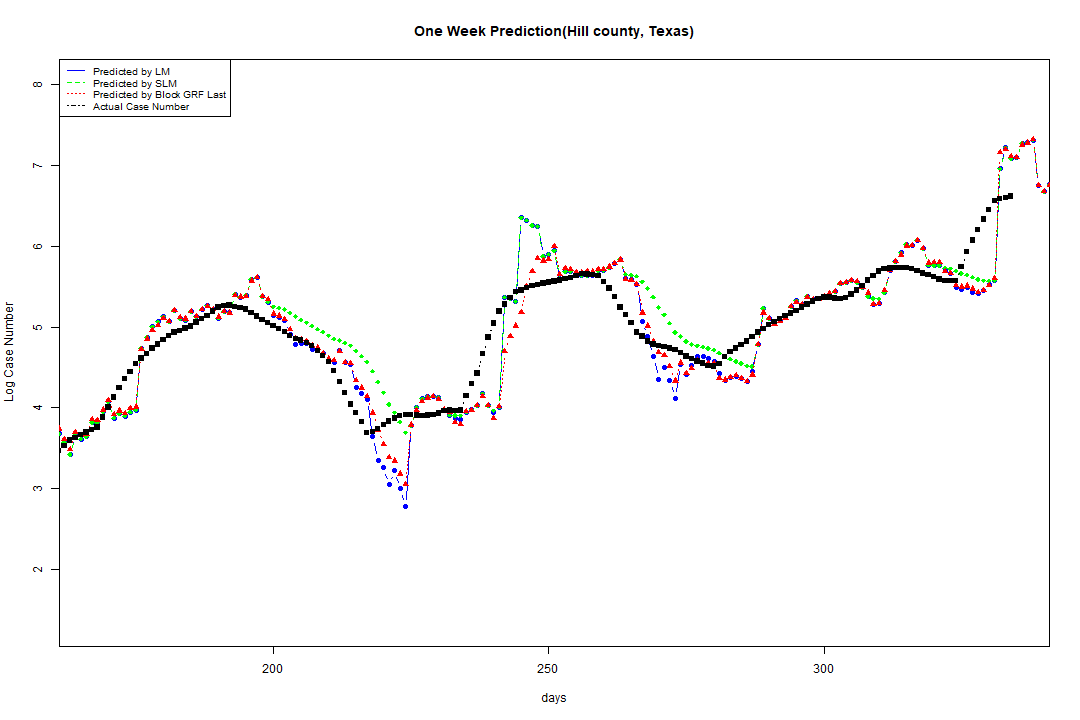 One Week Prediction(Hill county, Texas)
Predicted by LM
Predicted by SLM
Predicted by Block GRF Last
Actual Case Number
8
7
6
5
4
3
2
Log Case Number
200
250
300
days